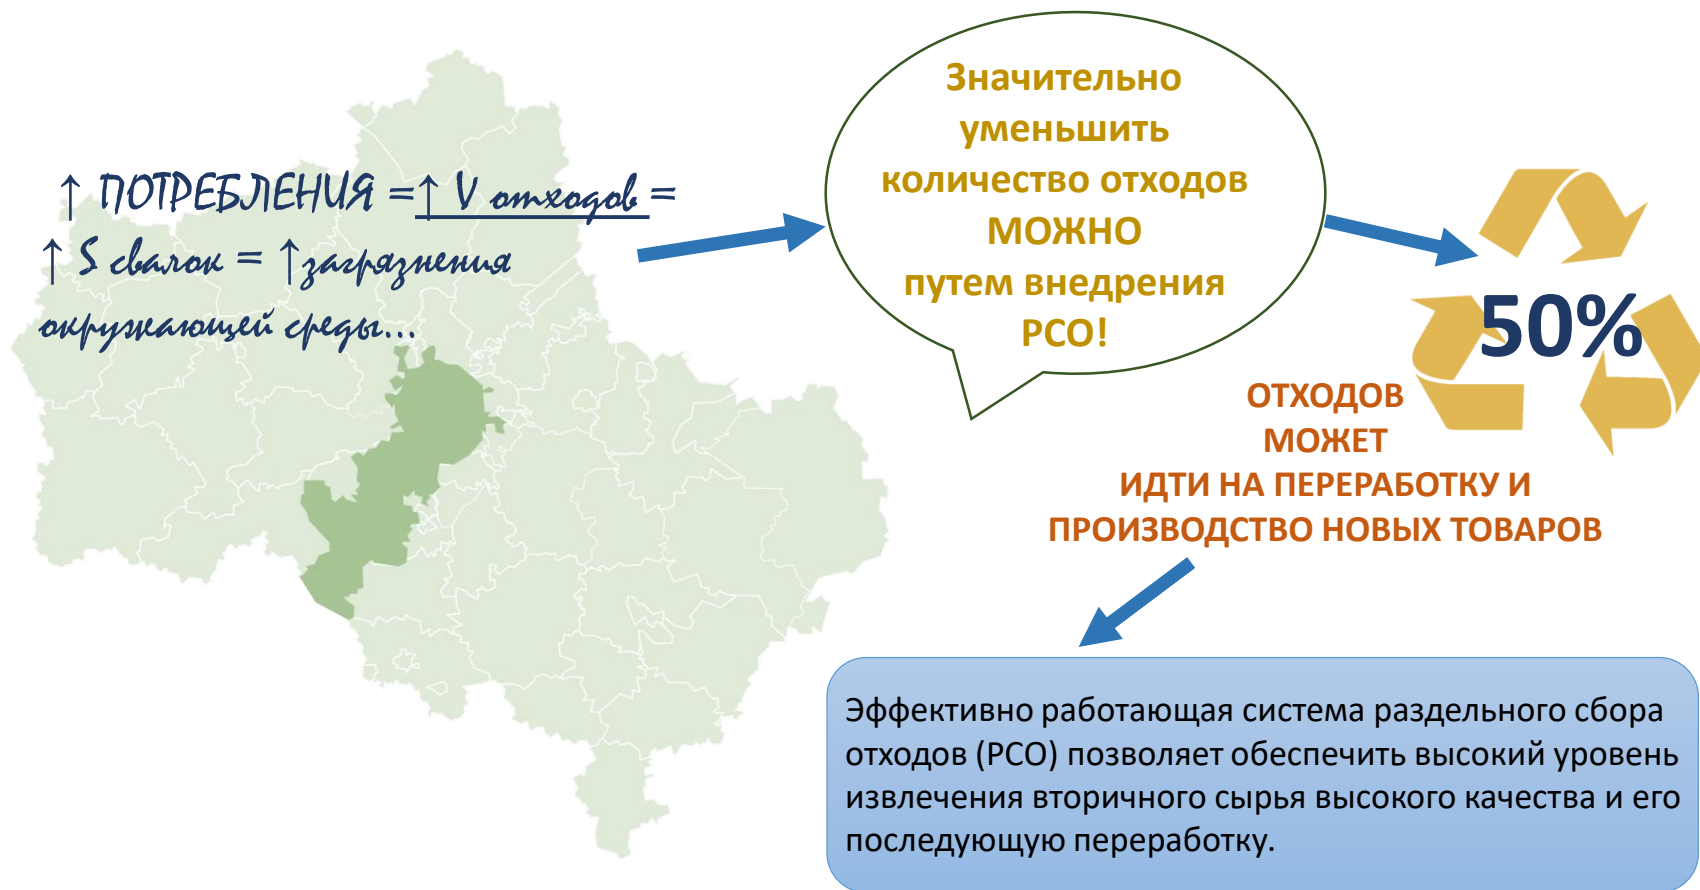 ↑ ПОТРЕБЛЕНИЯ =↑ V отходов =
↑ S свалок = ↑загрязнения
окружающей среды...
Значительно
уменьшить
количество отходов
МОЖНО
путем внедрения
РСО!
50%
ОТХОДОВ
МОЖЕТ
ИДТИ НА ПЕРЕРАБОТКУ И
ПРОИЗВОДСТВО НОВЫХ ТОВАРОВ
Эффективно работающая система раздельного сбора
отходов (РСО) позволяет обеспечить высокий уровень
извлечения вторичного сырья высокого качества и его
последующую переработку.